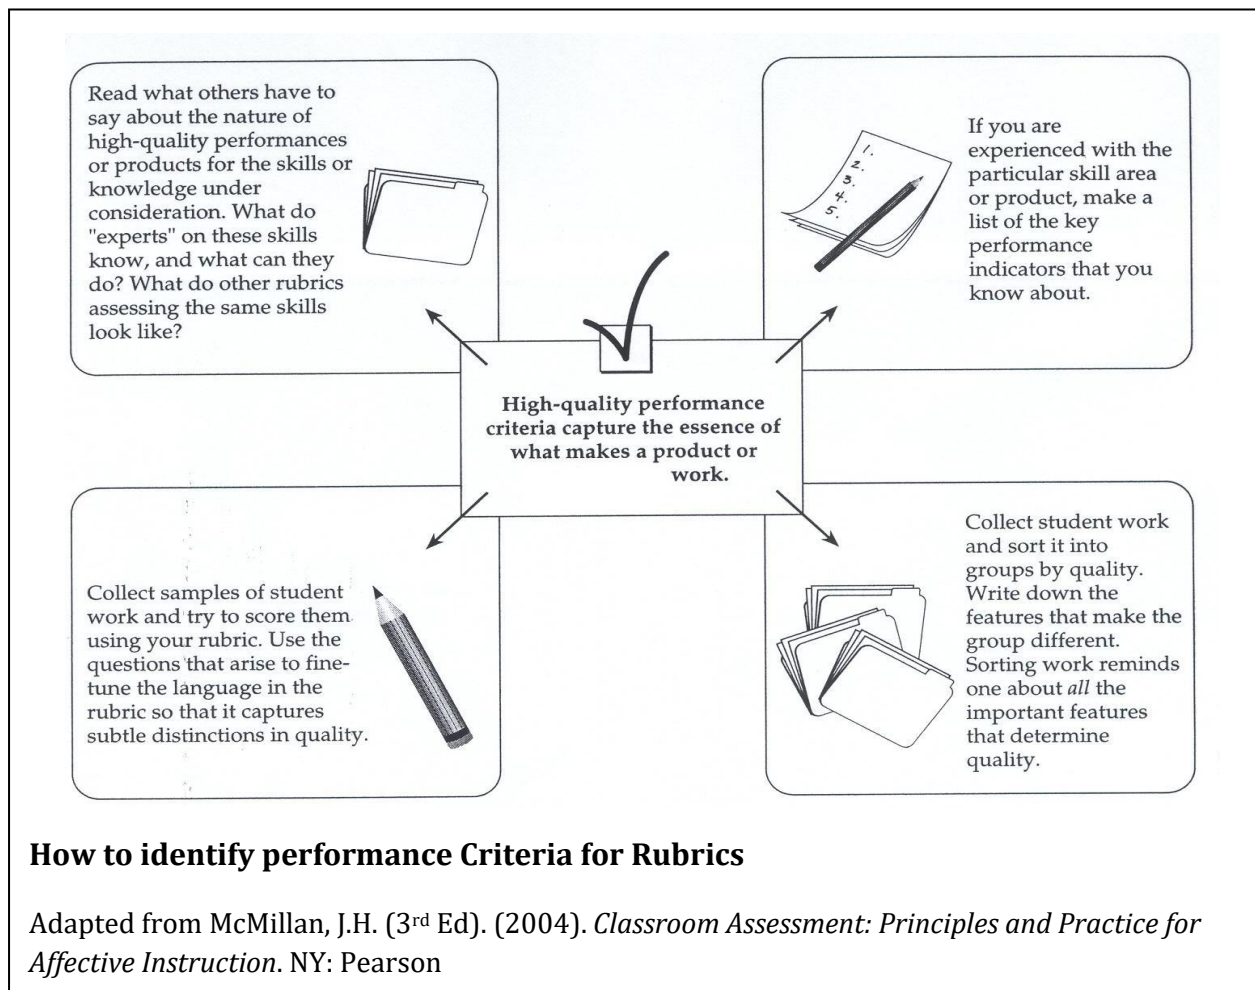 Read what others have to
say about the nature of
high-quality performances
or products for the skills or
knowledge under
consideration. What do
"experts" on these skills
know, and what can they
do? What do other rubrics
assessing the same skills
look like?
1.
2.
3.
4.
5.
If you are
experienced with the
particular skill area
or product, make a
list of the key
performance
indicators that you
know about.
High-quality performance
criteria capture the essence of
what makes a product or
work.
Collect samples of student
work and try to score them
using your rubric. Use the
questions that arise to fine-
tune the language in the
rubric so that it captures
subtle distinctions in quality.
Collect student work
and sort it into
groups by quality.
Write down the
features that make the
group different.
Sorting work reminds
one about all the
important features
that determine
quality.
How to identify performance Criteria for Rubrics
Adapted from McMillan, J.H. (3rd Ed). (2004). Classroom Assessment: Principles and Practice for
Affective Instruction. NY: Pearson